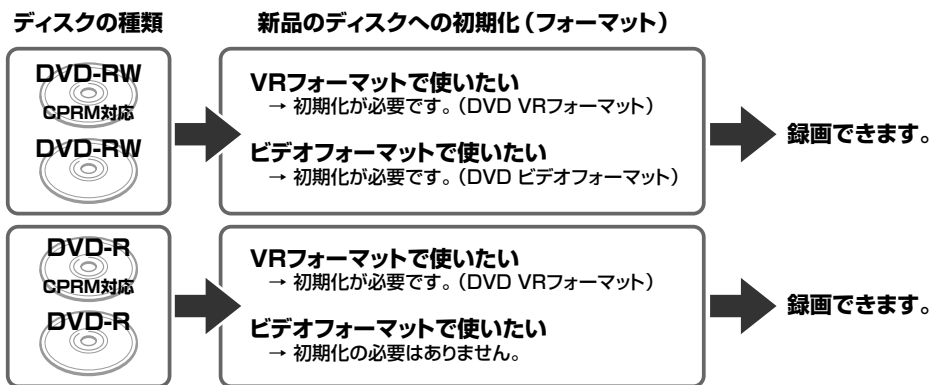 ディスクの種類
新品のディスクへの初期化（フォーマット）
DVD-RW
CPRM対応
DVD-RW
VRフォーマットで使いたい
→ 初期化が必要です。（DVD VRフォーマット）
ビデオフォーマットで使いたい
→ 初期化が必要です。（DVD ビデオフォーマット）
録画できます。
DVD-R
CPRM対応
DVD-R
VRフォーマットで使いたい
→ 初期化が必要です。（DVD VRフォーマット）
ビデオフォーマットで使いたい
→ 初期化の必要はありません。
録画できます。